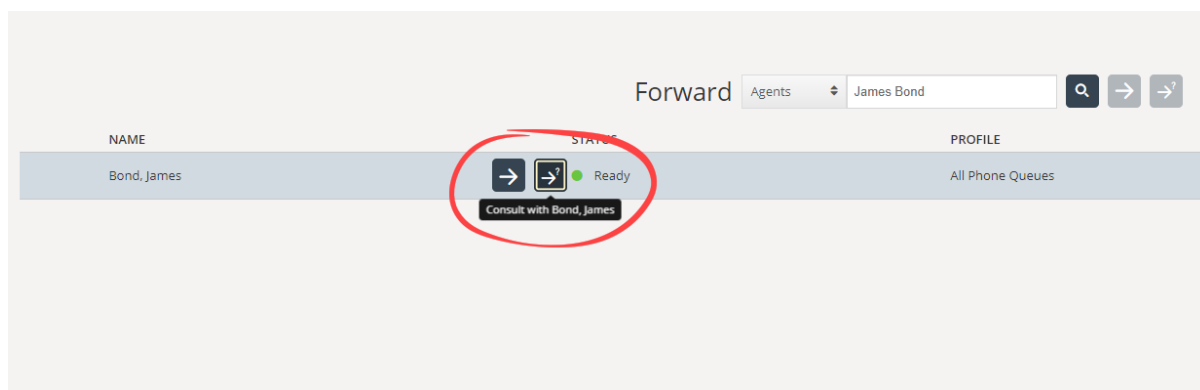 Forward Agents James Bond
NAME STATUS PROFILE
Bond, James Ready All Phone Queues
Consult with Bond, James